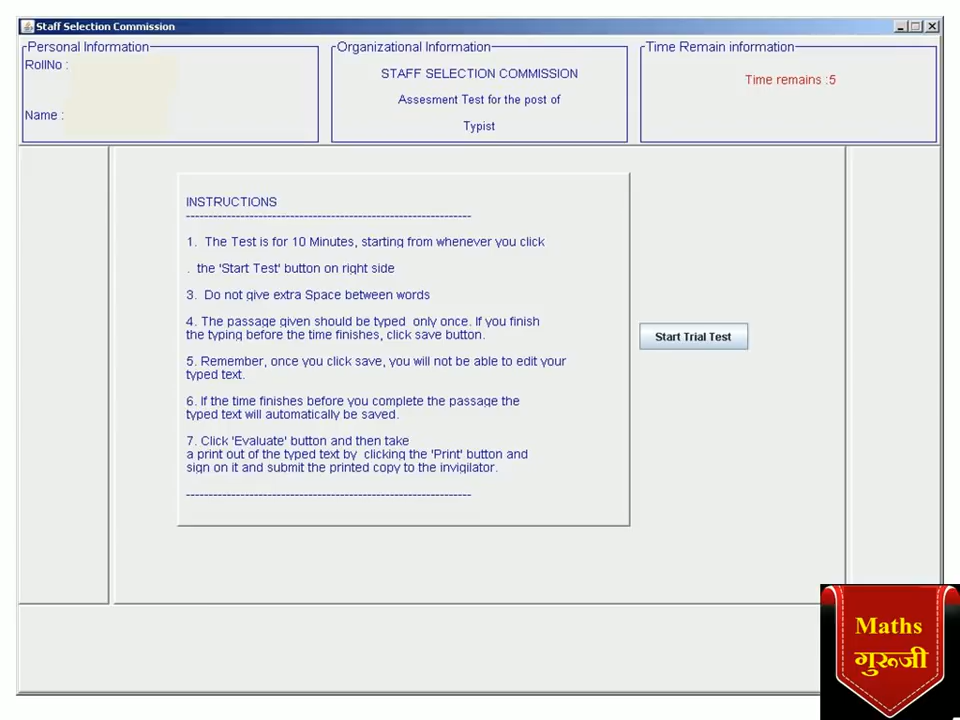 Staff Selection Commission
Personal Information
RollNo :
Name :
Organizational Information
STAFF SELECTION COMMISSION
Assesment Test for the post of
Typist
Time Remain information
Time remains :5
INSTRUCTIONS
---------------------------------------------------------------
1. The Test is for 10 Minutes, starting from whenever you click
. the 'Start Test' button on right side
3. Do not give extra Space between words
4. The passage given should be typed only once. If you finish
the typing before the time finishes, click save button.
5. Remember, once you click save, you will not be able to edit your
typed text.
6. If the time finishes before you complete the passage the
typed text will automatically be saved.
7. Click 'Evaluate' button and then take
a print out of the typed text by clicking the 'Print' button and
sign on it and submit the printed copy to the invigilator.
---------------------------------------------------------------
Start Trial Test
Maths
गुरूजी